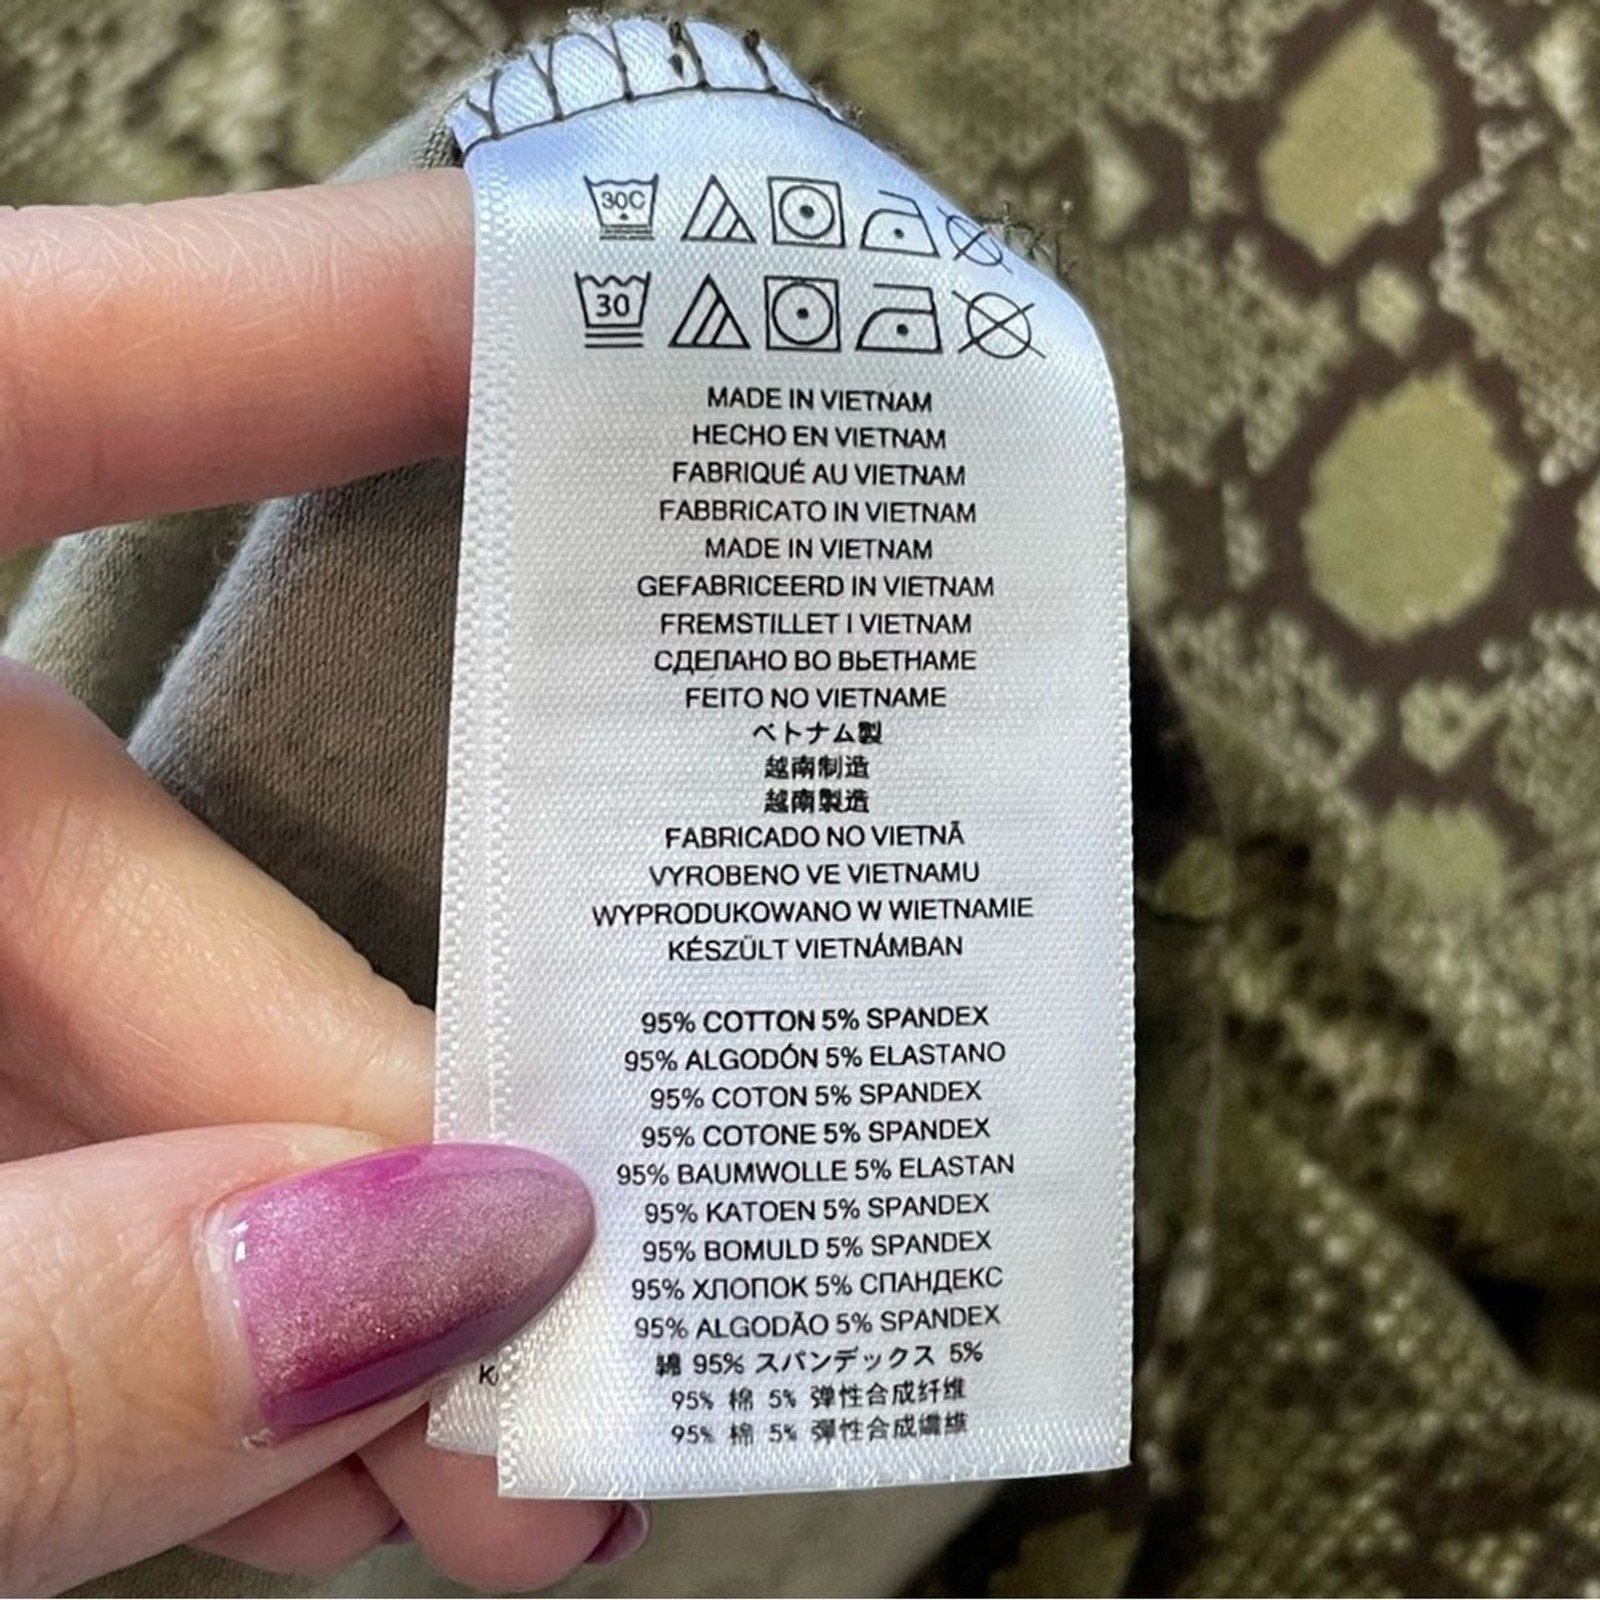 30C
30
MADE IN VIETNAM
HECHO EN VIETNAM
FABRIQUÉ AU VIETNAM
FABBRICATO IN VIETNAM
MADE IN VIETNAM
GEFABRICEERD IN VIETNAM
FREMSTILLET I VIETNAM
СДЕЛАНО ВО ВЬЕТНАМЕ
FEITO NO VIETNAME
ベトナム製
越南制造
越南製造
FABRICADO NO VIETNÃ
VYROBENO VE VIETNAMU
WYPRODUKOWANO W WIETNAMIE
KÉSZÜLT VIETNÁMBAN
95% COTTON 5% SPANDEX
95% ALGODÓN 5% ELASTANO
95% COTON 5% SPANDEX
95% COTONE 5% SPANDEX
95% BAUMWOLLE 5% ELASTAN
95% KATOEN 5% SPANDEX
95% BOMULD 5% SPANDEX
95% ХЛОПОК 5% СПАНДЕКС
95% ALGODÃO 5% SPANDEX
綿 95% スパンデックス 5%
95% 棉 5% 弹性合成纤维
95% 棉 5% 彈性合成纖維